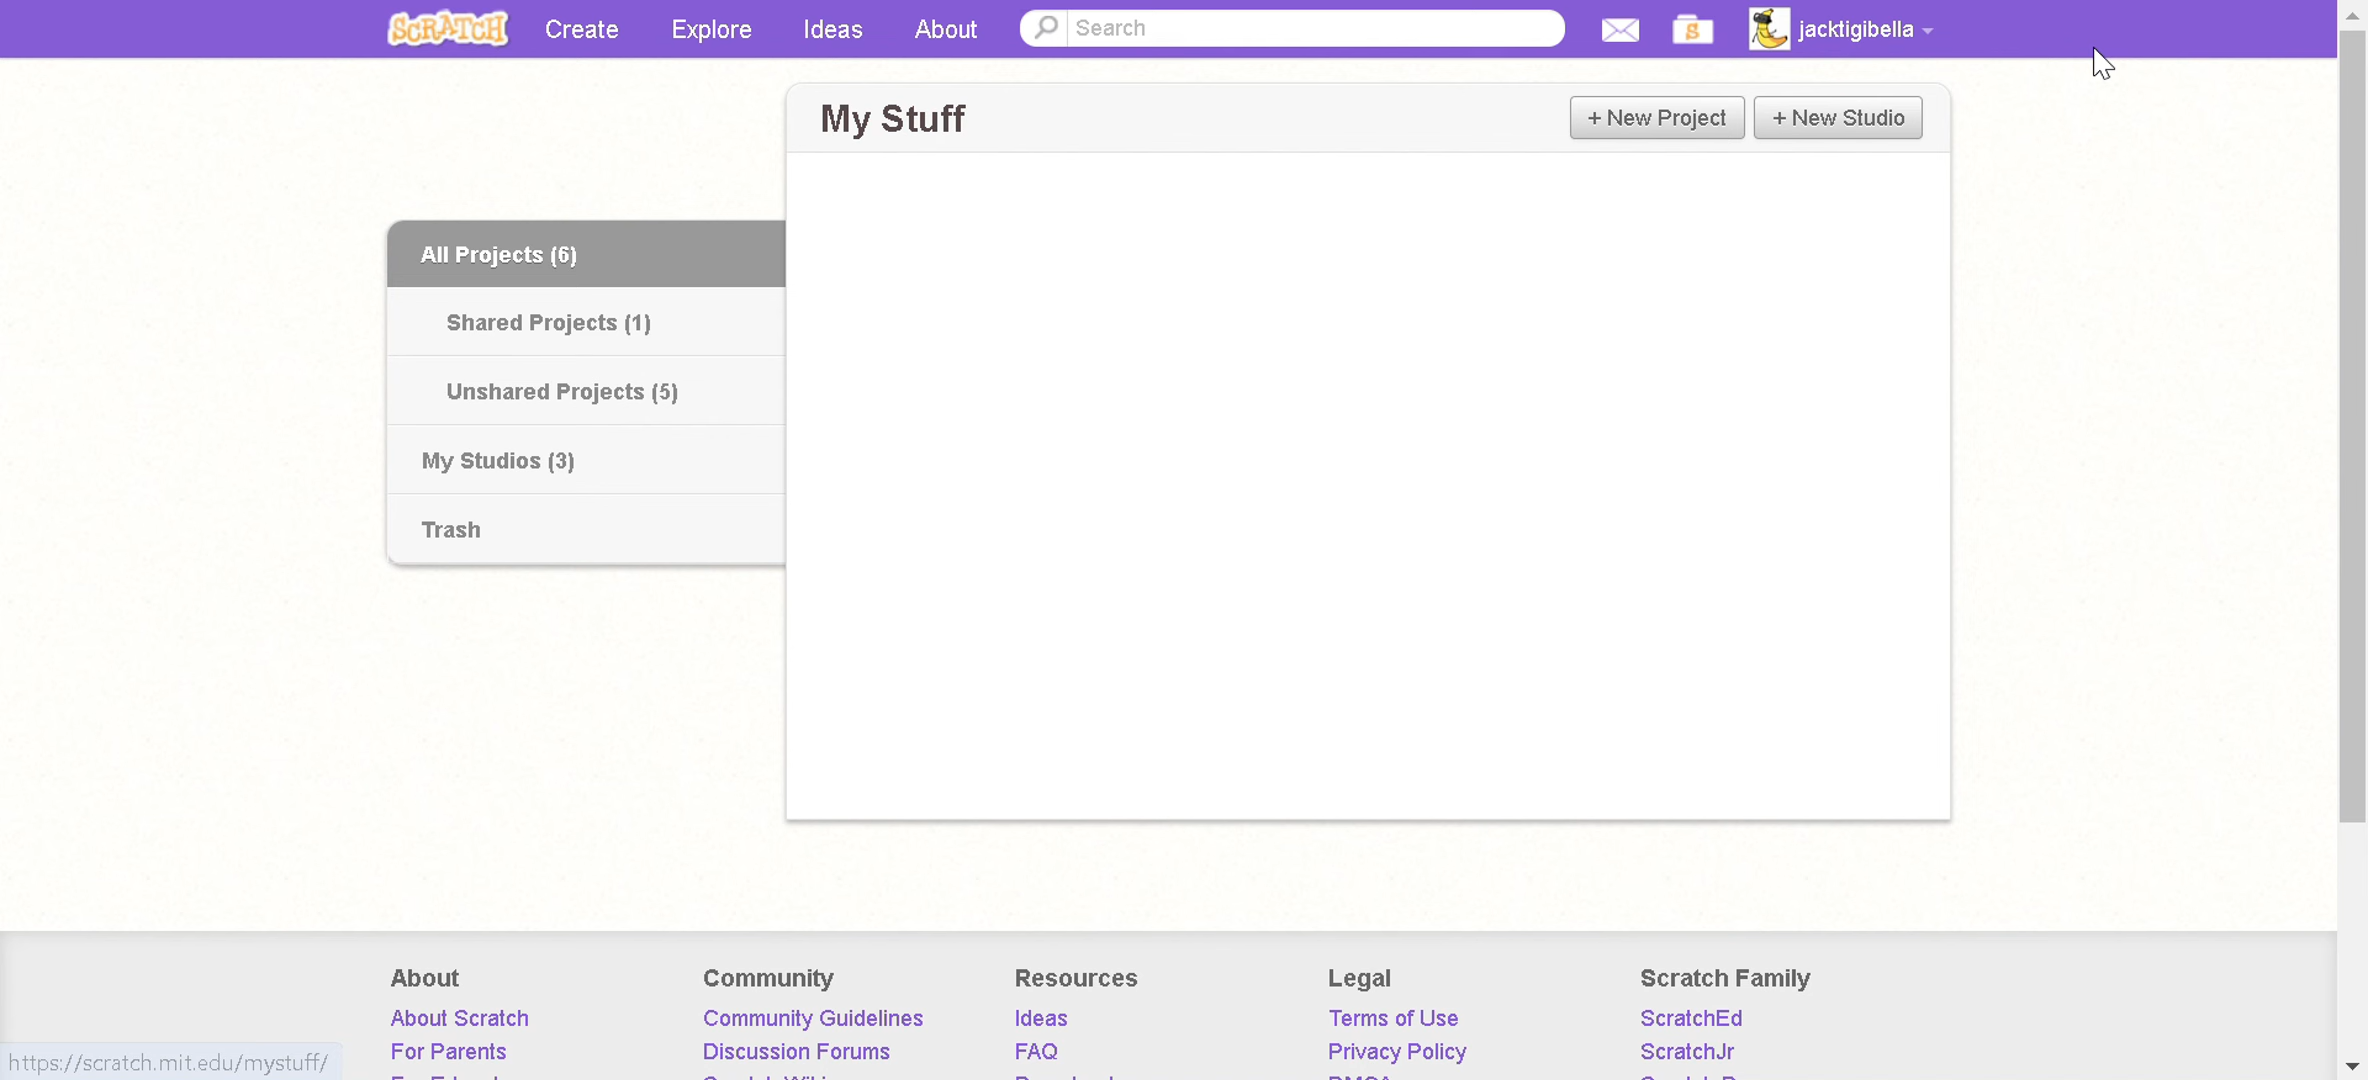 SCRATCH Create Explore Ideas About Search S jacktigibella
My Stuff + New Project + New Studio
All Projects (6)
Shared Projects (1)
Unshared Projects (5)
My Studios (3)
Trash
About Community Resources Legal Scratch Family
About Scratch Community Guidelines Ideas Terms of Use ScratchEd
For Parents Discussion Forums FAQ Privacy Policy ScratchJr
https://scratch.mit.edu/mystuff/